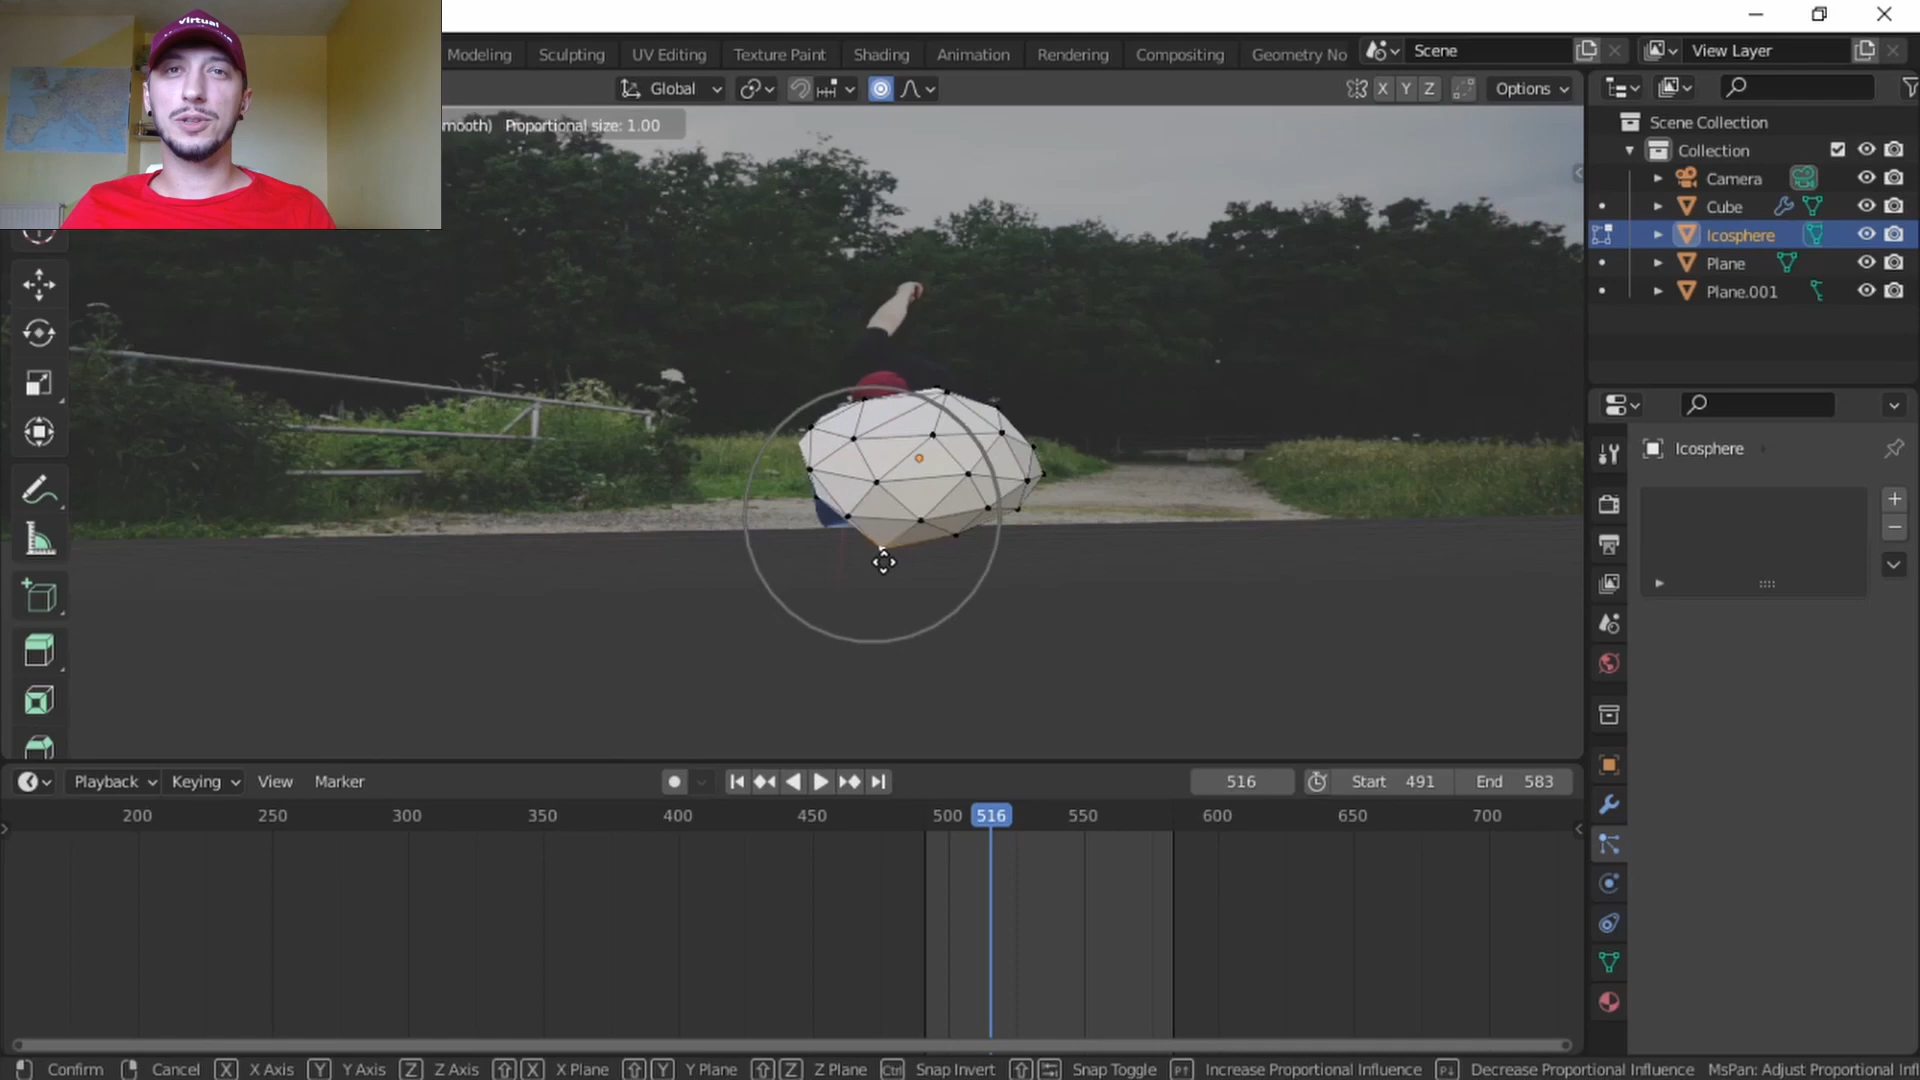 virtual
Modeling Sculpting UV Editing Texture Paint Shading Animation Rendering Compositing Geometry No Scene View Layer
Global X Y Z Options
mooth) Proportional size: 1.00
Scene Collection
Collection
Camera
Cube
Icosphere
Plane
Plane.001
Icosphere
Playback Keying View Marker 516 Start 491 End 583
200 250 300 350 400 450 500 516 550 600 650 700
Confirm Cancel X X Axis Y Y Axis Z Z Axis X X Plane Y Y Plane Z Z Plane Ctrl Snap Invert Snap Toggle P↑ Increase Proportional Influence P↓ Decrease Proportional Influence MsPan: Adjust Proportional Infl